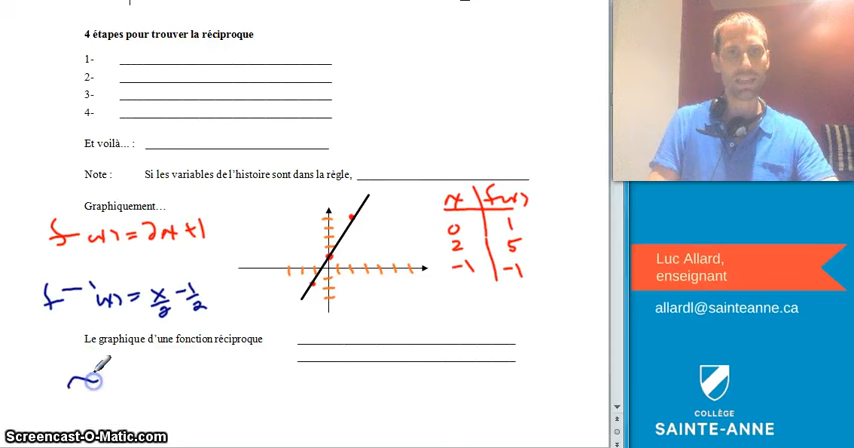 4 étapes pour trouver la réciproque
1-
2-
3-
4-
Et voilà... :
Note : Si les variables de l'histoire sont dans la règle,
Graphiquement...
f(x) = 2x+1
x f(x)
0 1
2 5
-1 -1
f⁻¹(x) = x/2 - 1/2
Le graphique d'une fonction réciproque
Luc Allard,
enseignant
allardl@sainteanne.ca
COLLÈGE
SAINTE-ANNE
Screencast-O-Matic.com